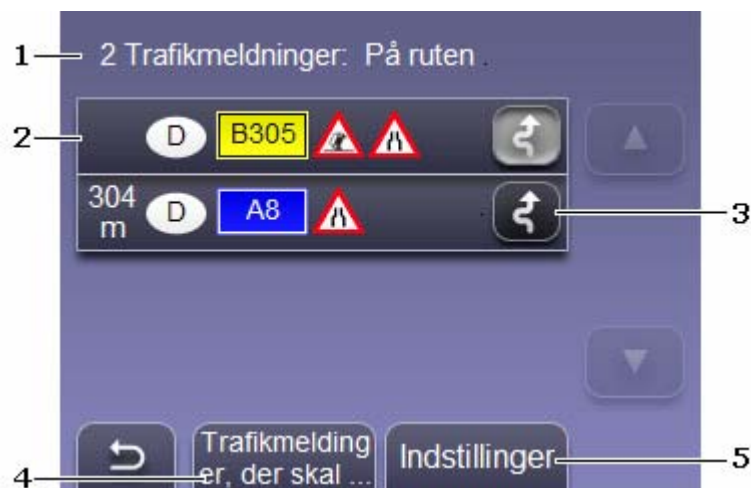 1
2 Trafikmeldninger: På ruten
2
D
B305
304 m
D
A8
3
4
Trafikmelding
er, der skal ...
Indstillinger
5